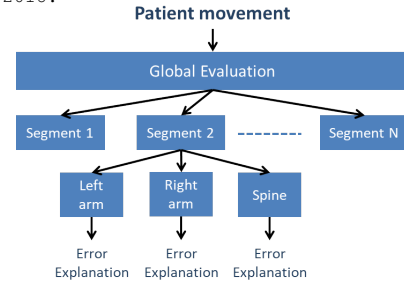 2018.
Patient movement
Global Evaluation
Segment 1
Segment 2
Segment N
Left
arm
Right
arm
Spine
Error
Explanation
Error
Explanation
Error
Explanation